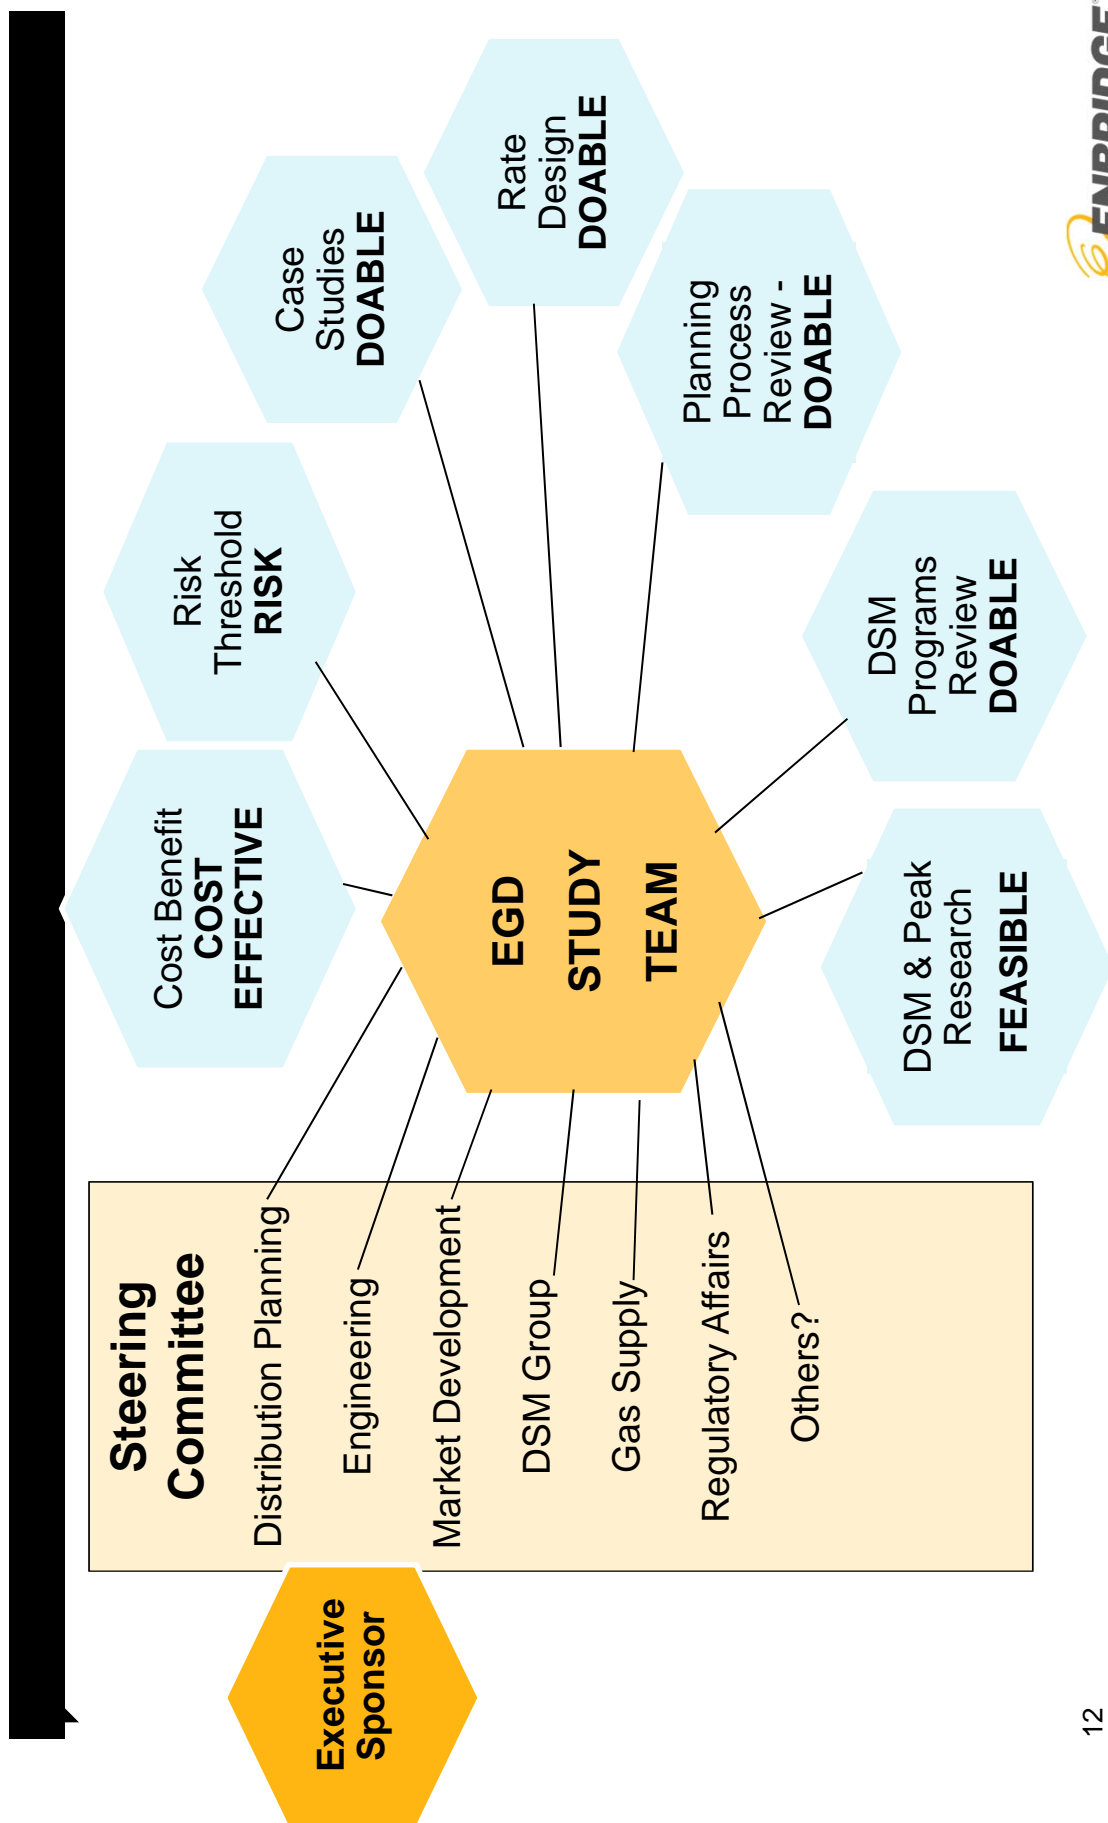 Steering
Committee
Distribution Planning
Engineering
Market Development
DSM Group
Gas Supply
Regulatory Affairs
Others?
Executive
Sponsor
EGD
STUDY
TEAM
Cost Benefit
COST
EFFECTIVE
Risk
Threshold
RISK
Case
Studies
DOABLE
Rate
Design
DOABLE
Planning
Process
Review -
DOABLE
DSM
Programs
Review
DOABLE
DSM & Peak
Research
FEASIBLE
12
ENBRIDGE